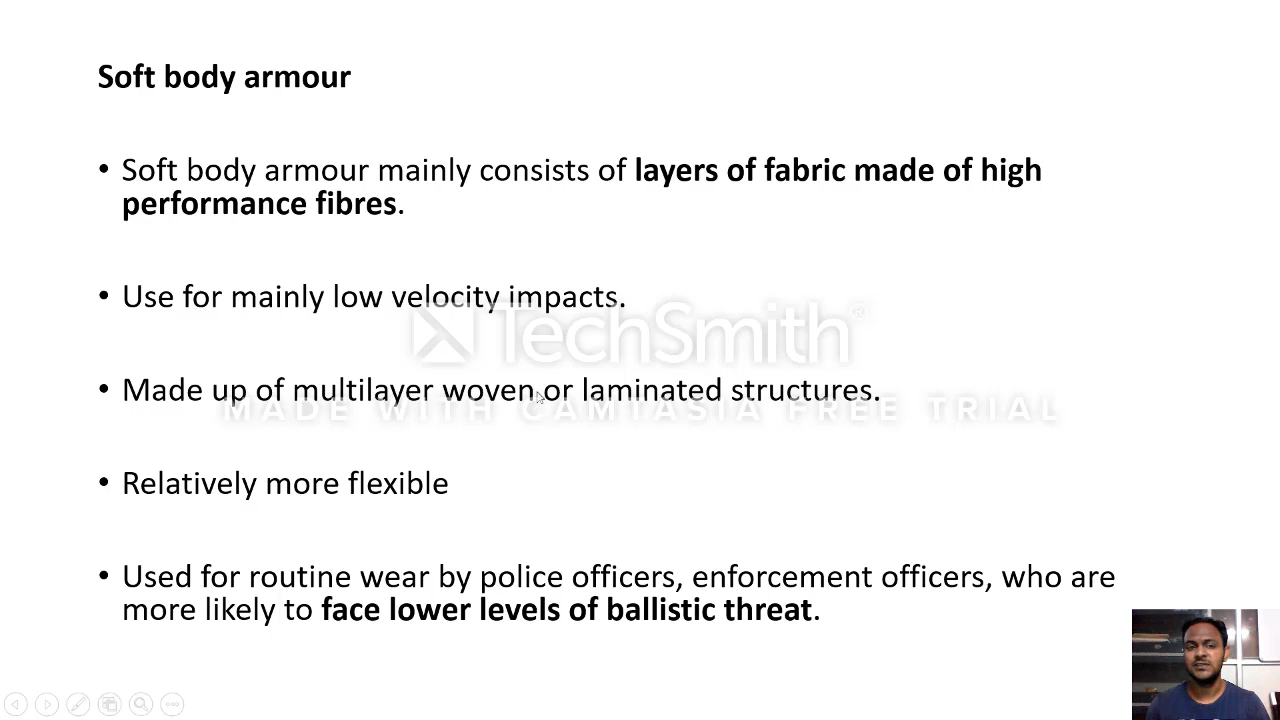 Soft body armour
• Soft body armour mainly consists of layers of fabric made of high
performance fibres.
• Use for mainly low velocity impacts.
TechSmith®
• Made up of multilayer woven or laminated structures.
MADE WITH CAMTASIA FREE TRIAL
• Relatively more flexible
• Used for routine wear by police officers, enforcement officers, who are
more likely to face lower levels of ballistic threat.